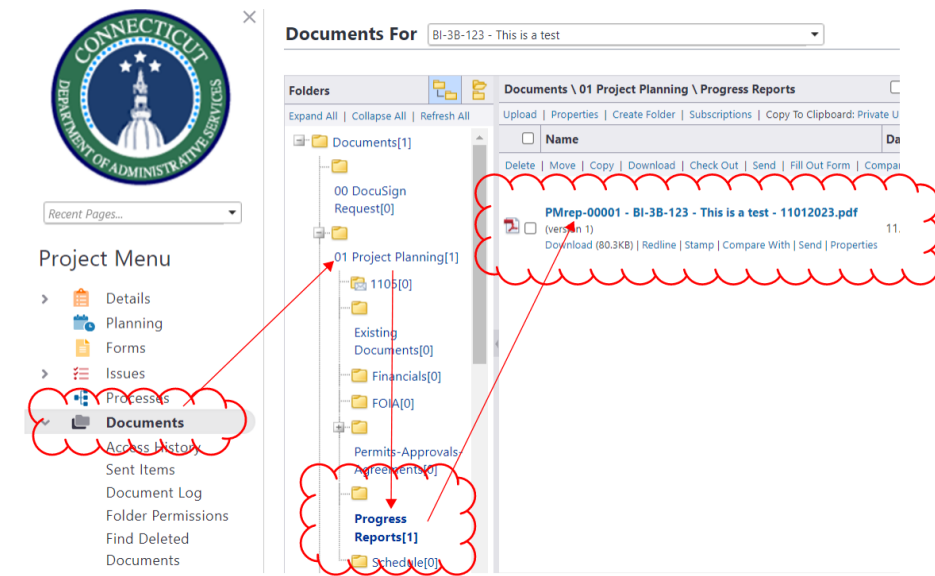 CONNECTICUT
DEPARTMENT OF ADMINISTRATIVE SERVICES
Recent Pages...
Project Menu
Details
Planning
Forms
Issues
Processes
Documents
Access History
Sent Items
Document Log
Folder Permissions
Find Deleted
Documents
Documents For
BI-3B-123 - This is a test
Folders
Expand All | Collapse All | Refresh All
Documents[1]
00 DocuSign
Request[0]
01 Project Planning[1]
1105[0]
Existing
Documents[0]
Financials[0]
FOIA[0]
Permits-Approvals-
Agreements[0]
Progress
Reports[1]
Schedule[0]
Documents \ 01 Project Planning \ Progress Reports
Upload | Properties | Create Folder | Subscriptions | Copy To Clipboard: Private U
Name
Da
Delete | Move | Copy | Download | Check Out | Send | Fill Out Form | Compa
PMrep-00001 - BI-3B-123 - This is a test - 11012023.pdf
(version 1)
11.
Download (80.3KB) | Redline | Stamp | Compare With | Send | Properties